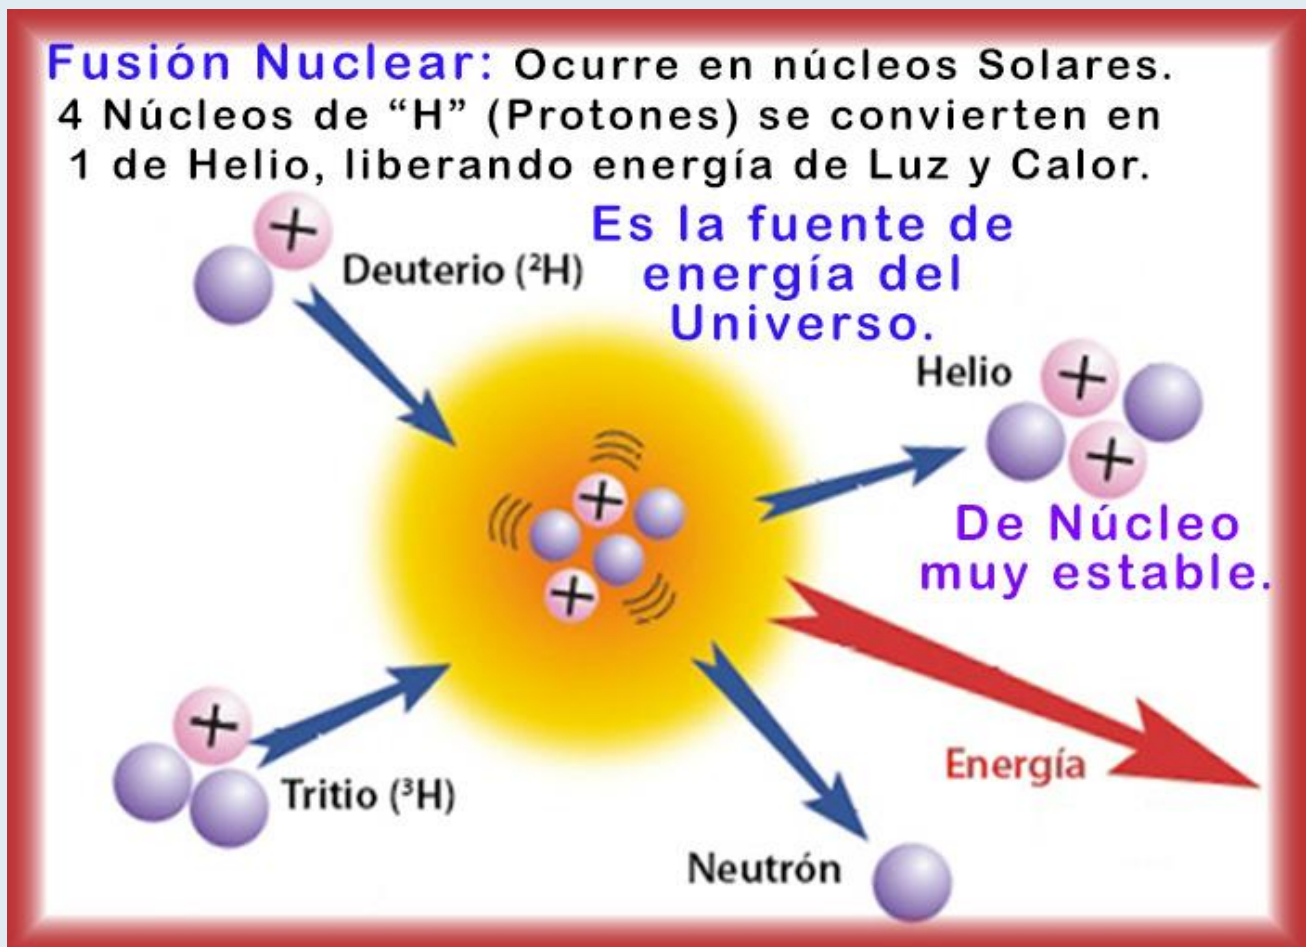 Fusión Nuclear: Ocurre en núcleos Solares.
4 Núcleos de “H” (Protones) se convierten en
1 de Helio, liberando energía de Luz y Calor.
Es la fuente de
energía del
Universo.
Deuterio (²H)
Helio
De Núcleo
muy estable.
Tritio (³H)
Energía
Neutrón